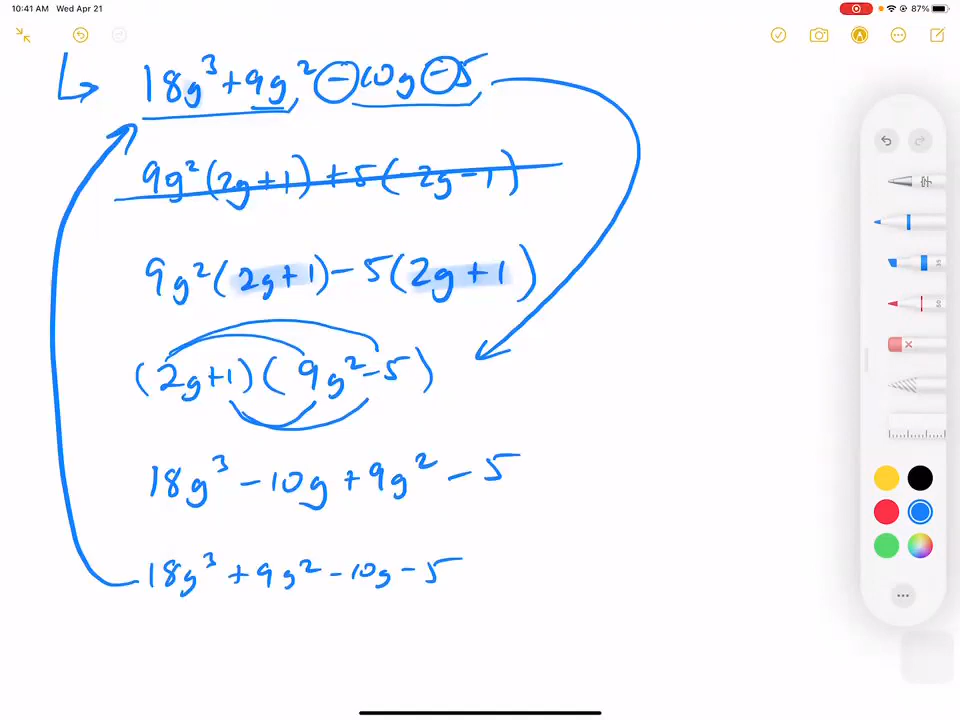 10:41 AM Wed Apr 21 87%
18g³ + 9g² - 10g - 5
9g²(2g+1) + 5(-2g-1)
9g²(2g+1) - 5(2g+1)
(2g+1)(9g²-5)
18g³ - 10g + 9g² - 5
18g³ + 9g² - 10g - 5